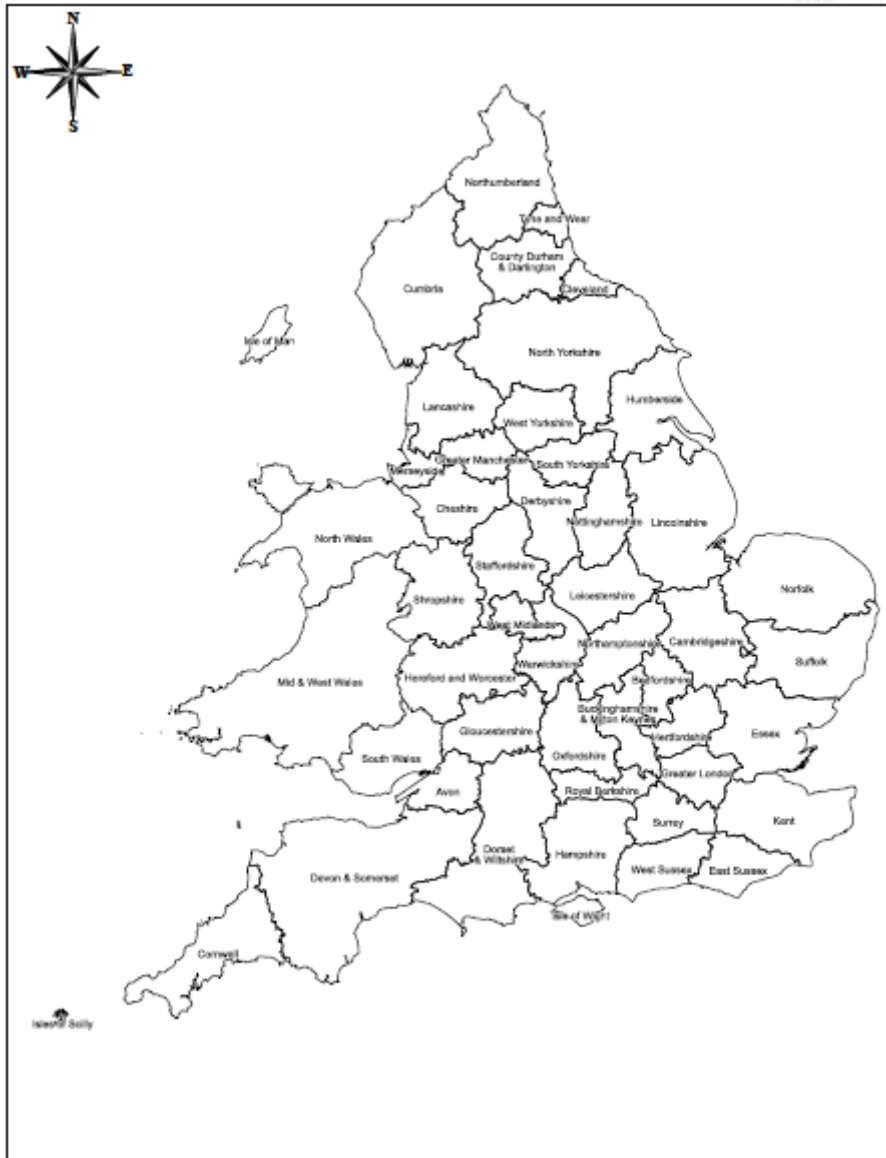 N
W E
S
Northumberland
Tyne and Wear
County Durham
& Darlington
Cleveland
Cumbria
Isle of Man
North Yorkshire
Lancashire
West Yorkshire
Humberside
Greater Manchester
South Yorkshire
Merseyside
Derbyshire
Cheshire
Nottinghamshire
Lincolnshire
North Wales
Staffordshire
Leicestershire
Norfolk
Shropshire
West Midlands
Northamptonshire
Cambridgeshire
Warwickshire
Suffolk
Mid & West Wales
Hereford and Worcester
Bedfordshire
Buckinghamshire
& Milton Keynes
Gloucestershire
Hertfordshire
Essex
South Wales
Oxfordshire
Greater London
Avon
Royal Berkshire
Surrey
Kent
Dorset
& Wiltshire
Hampshire
West Sussex
East Sussex
Devon & Somerset
Isle of Wight
Cornwall
Isles of Scilly